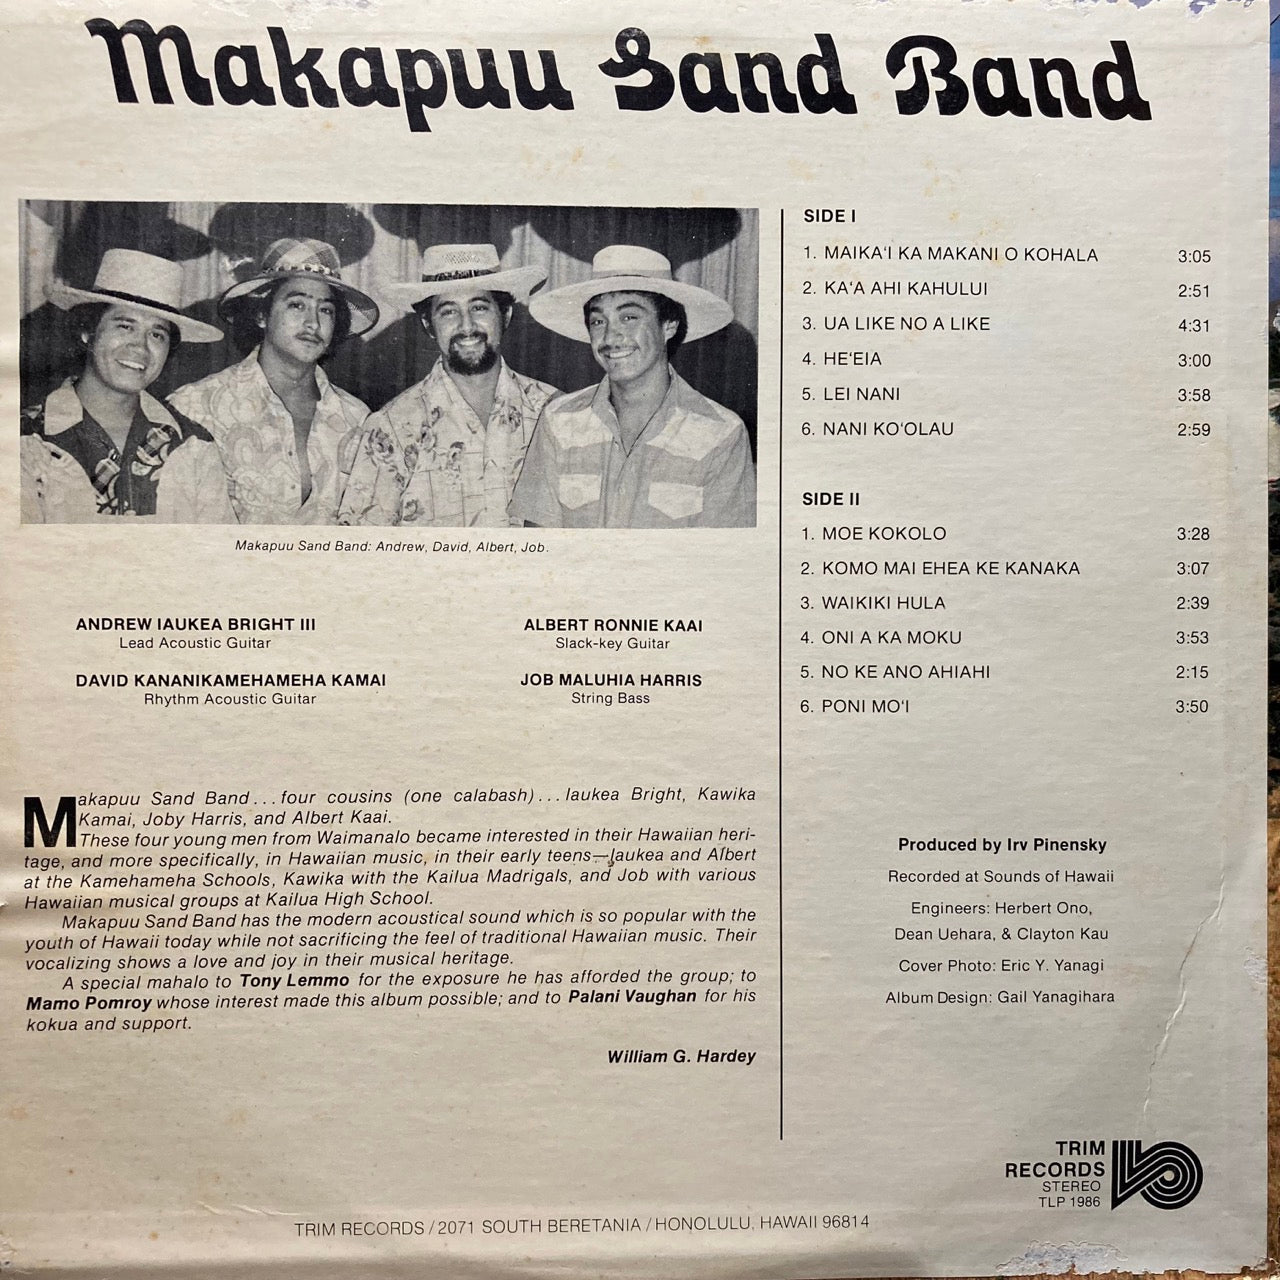 Makapuu Sand Band
Makapuu Sand Band: Andrew, David, Albert, Job.
ANDREW IAUKEA BRIGHT III
Lead Acoustic Guitar
DAVID KANANIKAMEHAMEHA KAMAI
Rhythm Acoustic Guitar
ALBERT RONNIE KAAI
Slack-key Guitar
JOB MALUHIA HARRIS
String Bass
Makapuu Sand Band . . . four cousins (one calabash) . . . Iaukea Bright, Kawika
Kamai, Joby Harris, and Albert Kaai.
These four young men from Waimanalo became interested in their Hawaiian heri-
tage, and more specifically, in Hawaiian music, in their early teens—Iaukea and Albert
at the Kamehameha Schools, Kawika with the Kailua Madrigals, and Job with various
Hawaiian musical groups at Kailua High School.
Makapuu Sand Band has the modern acoustical sound which is so popular with the
youth of Hawaii today while not sacrificing the feel of traditional Hawaiian music. Their
vocalizing shows a love and joy in their musical heritage.
A special mahalo to Tony Lemmo for the exposure he has afforded the group; to
Mamo Pomroy whose interest made this album possible; and to Palani Vaughan for his
kokua and support.
William G. Hardey
SIDE I
1. MAIKA‘I KA MAKANI O KOHALA 3:05
2. KA‘A AHI KAHULUI 2:51
3. UA LIKE NO A LIKE 4:31
4. HE‘EIA 3:00
5. LEI NANI 3:58
6. NANI KO‘OLAU 2:59
SIDE II
1. MOE KOKOLO 3:28
2. KOMO MAI EHEA KE KANAKA 3:07
3. WAIKIKI HULA 2:39
4. ONI A KA MOKU 3:53
5. NO KE ANO AHIAHI 2:15
6. PONI MO‘I 3:50
Produced by Irv Pinensky
Recorded at Sounds of Hawaii
Engineers: Herbert Ono,
Dean Uehara, & Clayton Kau
Cover Photo: Eric Y. Yanagi
Album Design: Gail Yanagihara
TRIM
RECORDS
STEREO
TLP 1986
TRIM RECORDS / 2071 SOUTH BERETANIA / HONOLULU, HAWAII 96814